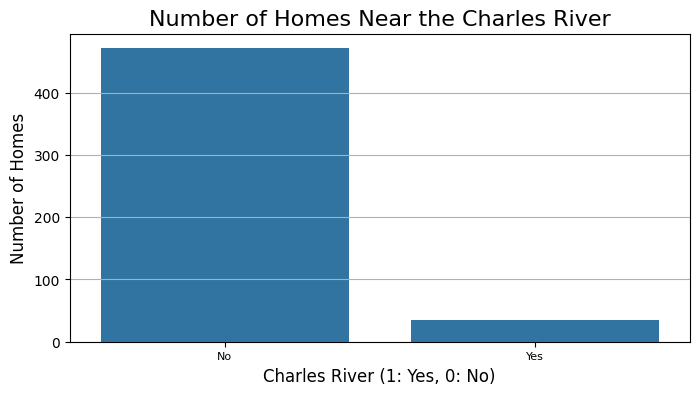 Number of Homes Near the Charles River
Number of Homes
400
300
200
100
0
No
Yes
Charles River (1: Yes, 0: No)